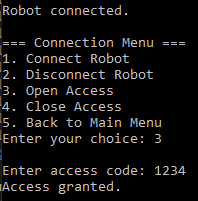 Robot connected.
=== Connection Menu ===
1. Connect Robot
2. Disconnect Robot
3. Open Access
4. Close Access
5. Back to Main Menu
Enter your choice: 3
Enter access code: 1234
Access granted.